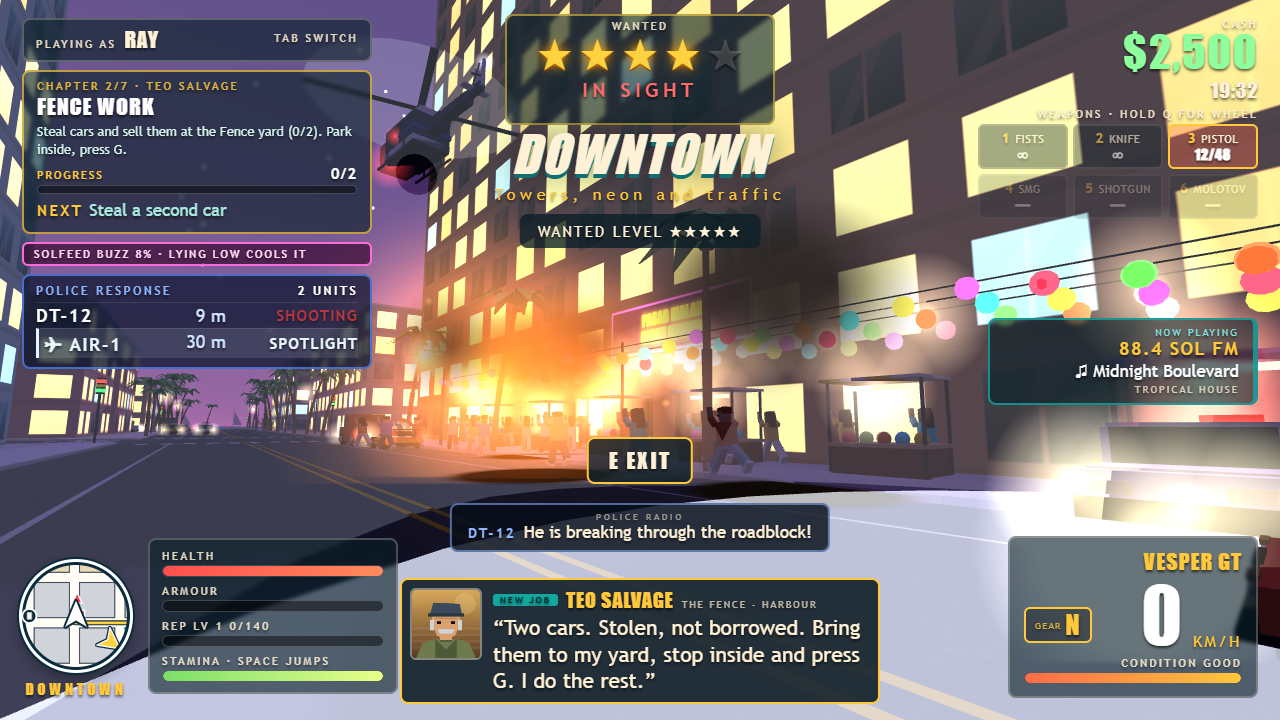 PLAYING AS RAY TAB SWITCH
CHAPTER 2/7 · TEO SALVAGE
FENCE WORK
Steal cars and sell them at the Fence yard (0/2). Park
inside, press G.
PROGRESS 0/2
NEXT Steal a second car
SOLFEED BUZZ 8% · LYING LOW COOLS IT
POLICE RESPONSE 2 UNITS
DT-12 9 m SHOOTING
AIR-1 30 m SPOTLIGHT
WANTED
IN SIGHT
DOWNTOWN
Towers, neon and traffic
WANTED LEVEL ★★★★★
CASH
$2,500
19:32
WEAPONS · HOLD Q FOR WHEEL
1 FISTS ∞
2 KNIFE ∞
3 PISTOL 12/48
4 SMG —
5 SHOTGUN —
6 MOLOTOV —
NOW PLAYING
88.4 SOL FM
♫ Midnight Boulevard
TROPICAL HOUSE
E EXIT
POLICE RADIO
DT-12 He is breaking through the roadblock!
HEALTH
ARMOUR
REP LV 1 0/140
STAMINA · SPACE JUMPS
DOWNTOWN
NEW JOB TEO SALVAGE THE FENCE · HARBOUR
“Two cars. Stolen, not borrowed. Bring
them to my yard, stop inside and press
G. I do the rest.”
VESPER GT
GEAR N
0 KM/H
CONDITION GOOD